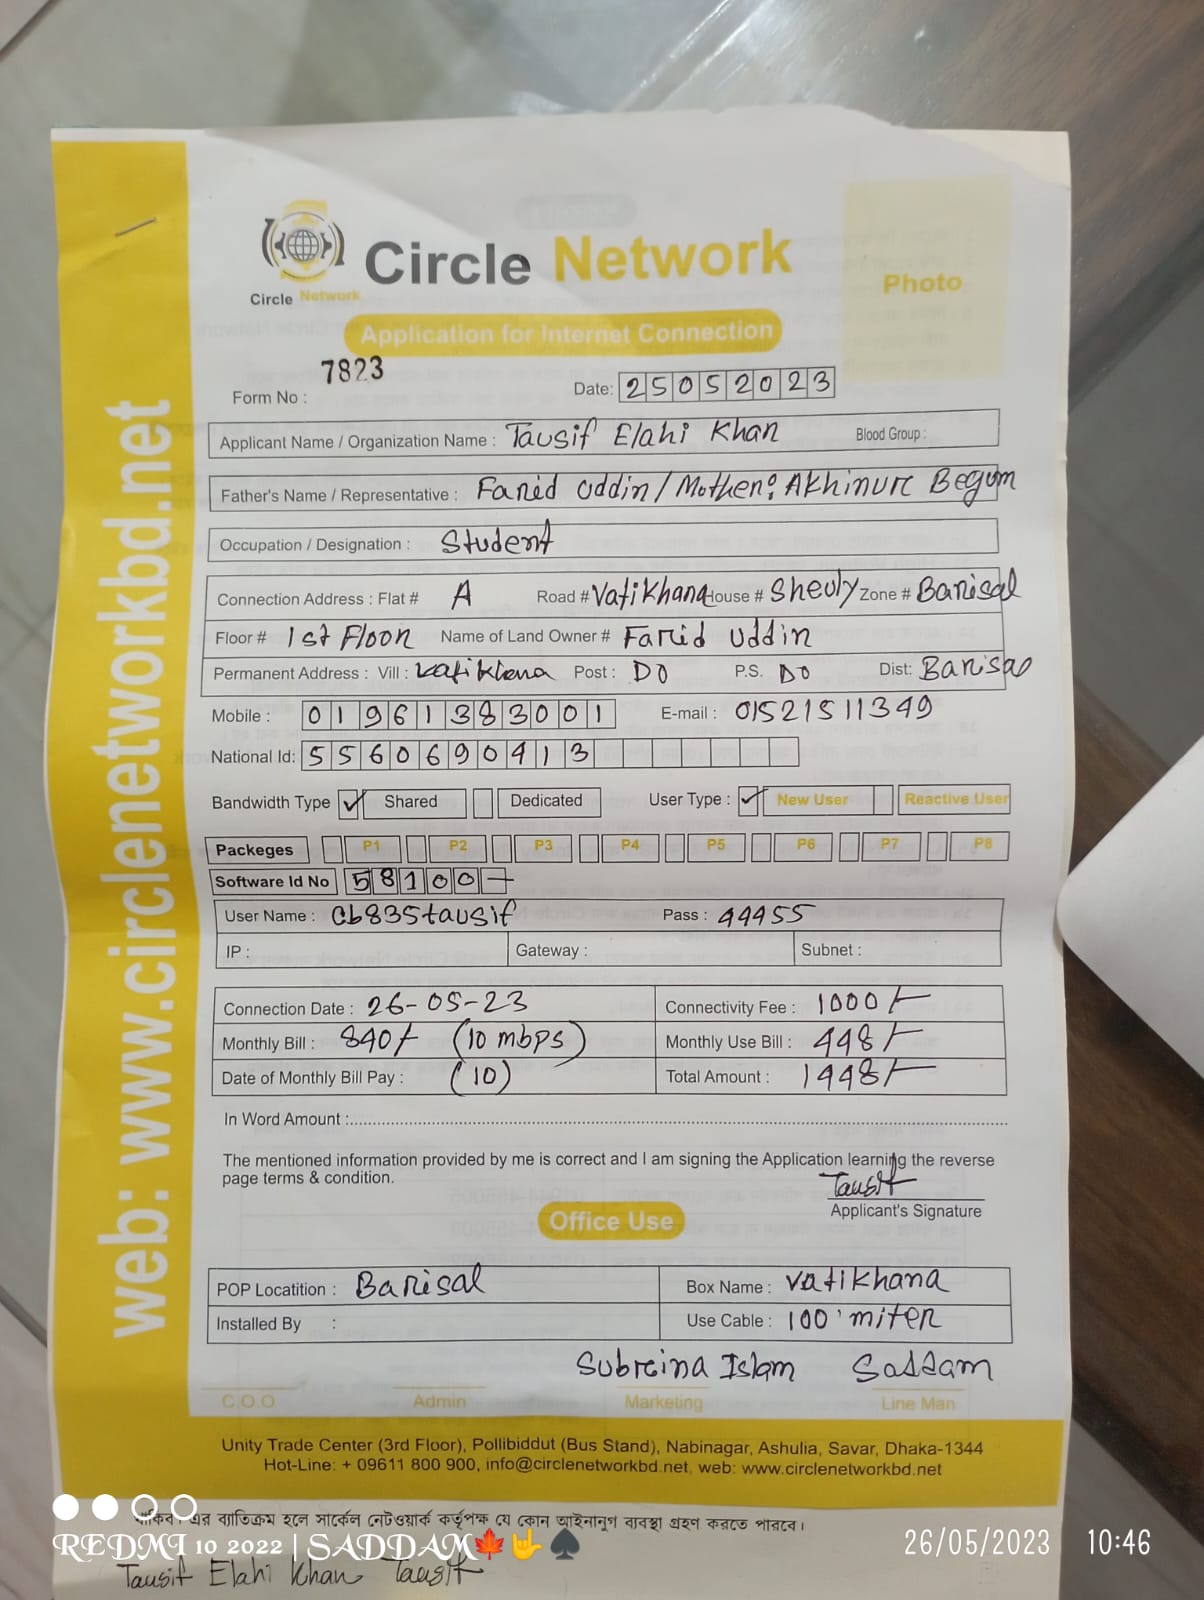 Circle Network
Circle Network
Photo
Application for Internet Connection
7823
Form No : Date: 25052023
Applicant Name / Organization Name : Tausif Elahi Khan Blood Group :
Father's Name / Representative : Farid Uddin / Mother: Akhinur Begum
Occupation / Designation : Student
Connection Address : Flat # A Road # Vatikhana House # Sheuly Zone # Barisal
Floor # 1st Floor Name of Land Owner # Farid Uddin
Permanent Address : Vill : Vatikhana Post : DO P.S. DO Dist: Barisal
Mobile : 01961383001 E-mail : 01521511349
National Id: 5560690413
Bandwidth Type ✓ Shared Dedicated User Type : ✓ New User Reactive User
Packeges P1 P2 P3 P4 P5 P6 P7 P8
Software Id No 58100-
User Name : cb835tausif Pass : 44455
IP : Gateway : Subnet :
Connection Date : 26-05-23 Connectivity Fee : 1000/-
Monthly Bill : 840/- (10 mbps) Monthly Use Bill : 448/-
Date of Monthly Bill Pay : (10) Total Amount : 1448/-
In Word Amount :
The mentioned information provided by me is correct and I am signing the Application learning the reverse
page terms & condition.
Tausif
Applicant's Signature
Office Use
POP Locatition : Barisal Box Name : Vatikhana
Installed By : Use Cable : 100' miter
Subreina Islam Saddam
C.O.O Admin Marketing Line Man
Unity Trade Center (3rd Floor), Pollibiddut (Bus Stand), Nabinagar, Ashulia, Savar, Dhaka-1344
Hot-Line: + 09611 800 900, info@circlenetworkbd.net, web: www.circlenetworkbd.net
web: www.circlenetworkbd.net
এর ব্যতিক্রম হলে সার্কেল নেটওয়ার্ক কর্তৃপক্ষ যে কোন আইনানুগ ব্যবস্থা গ্রহণ করতে পারবে।
REDMI 10 2022 | SADDAM🍁🤟♠ 26/05/2023 10:46
Tausif Elahi Khan Tausif